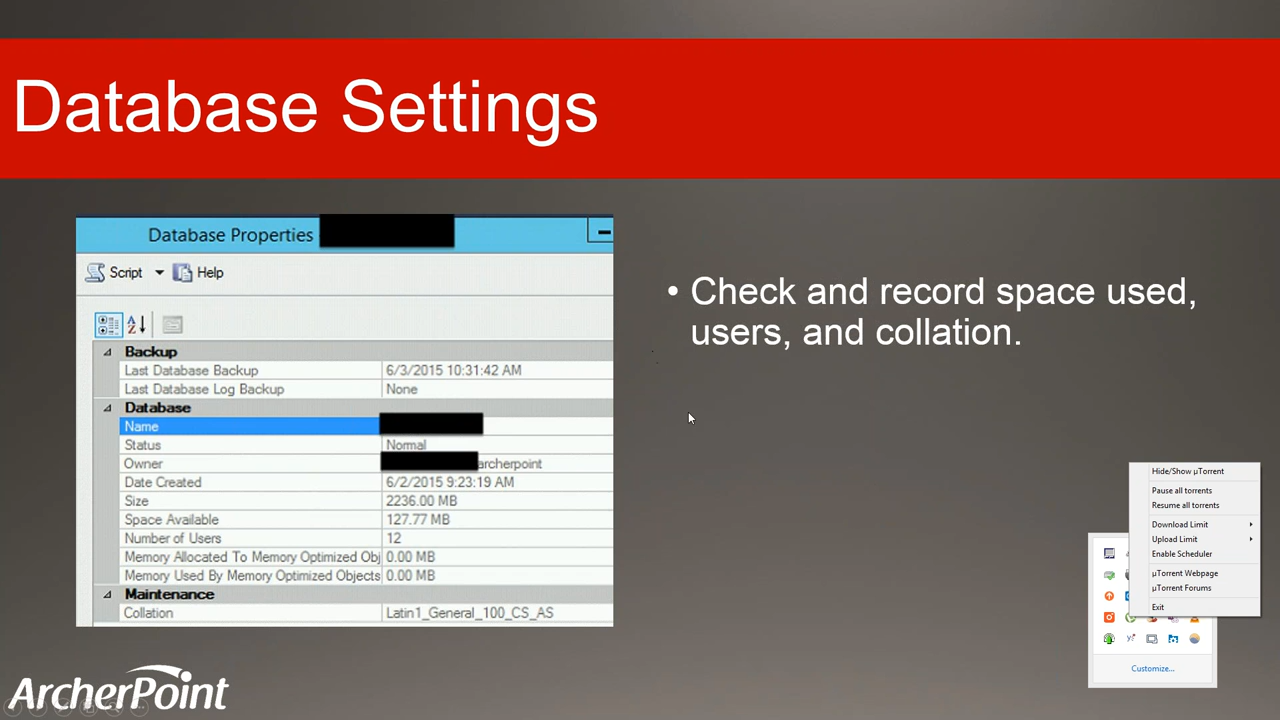 Database Settings
Database Properties
Script Help
Backup
Last Database Backup 6/3/2015 10:31:42 AM
Last Database Log Backup None
Database
Name
Status Normal
Owner archerpoint
Date Created 6/2/2015 9:23:19 AM
Size 2236.00 MB
Space Available 127.77 MB
Number of Users 12
Memory Allocated To Memory Optimized Obj 0.00 MB
Memory Used By Memory Optimized Objects 0.00 MB
Maintenance
Collation Latin1_General_100_CS_AS
• Check and record space used,
users, and collation.
Hide/Show µTorrent
Pause all torrents
Resume all torrents
Download Limit
Upload Limit
Enable Scheduler
µTorrent Webpage
µTorrent Forums
Exit
Customize...
ArcherPoint